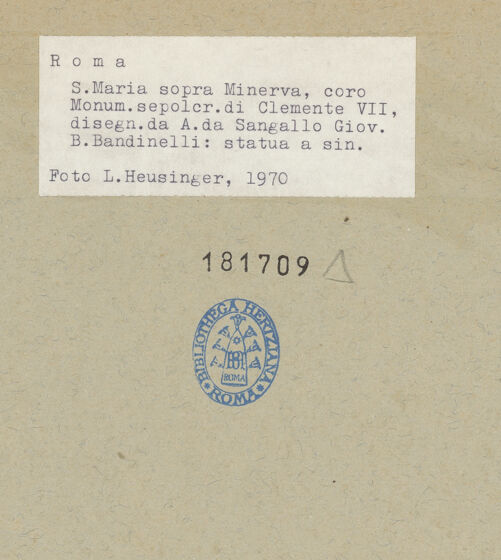 Roma
S.Maria sopra Minerva, coro
Monum.sepolcr.di Clemente VII,
disegn.da A.da Sangallo Giov.
B.Bandinelli: statua a sin.
Foto L.Heusinger, 1970
181709
BIBLIOTHECA HERTZIANA
ROMA
ROMA